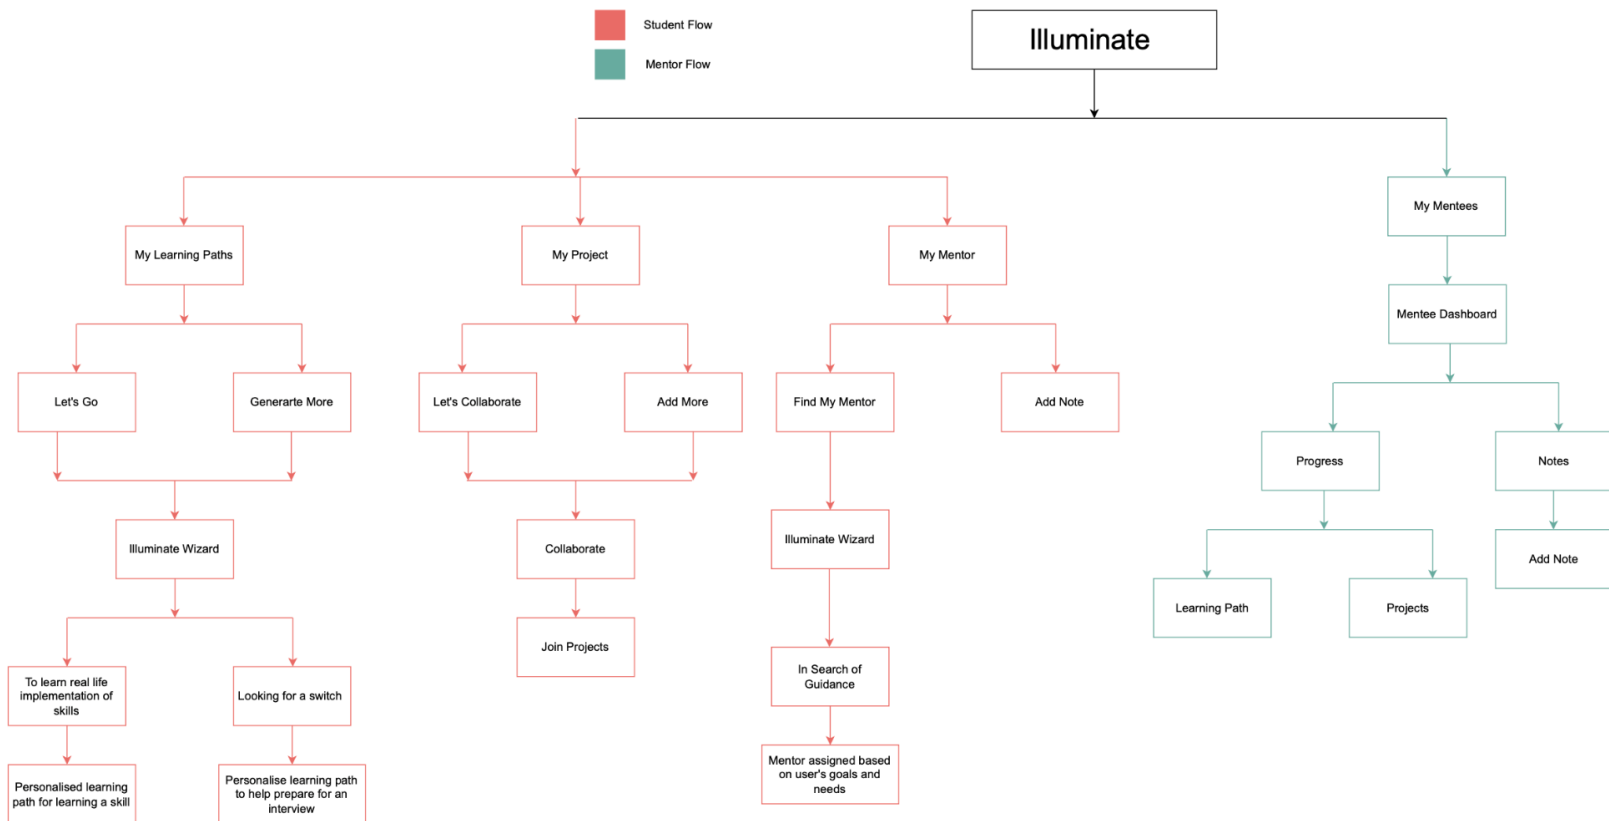 Student Flow
Illuminate
Mentor Flow
My Mentees
My Learning Paths
My Project
My Mentor
Mentee Dashboard
Let's Go
Generarte More
Let's Collaborate
Add More
Find My Mentor
Add Note
Progress
Notes
Illuminate Wizard
Collaborate
Illuminate Wizard
Add Note
Learning Path
Projects
Join Projects
To learn real life
implementation of
skills
Looking for a switch
In Search of
Guidance
Personalised learning
path for learning a skill
Personalise learning path
to help prepare for an
interview
Mentor assigned based
on user's goals and
needs